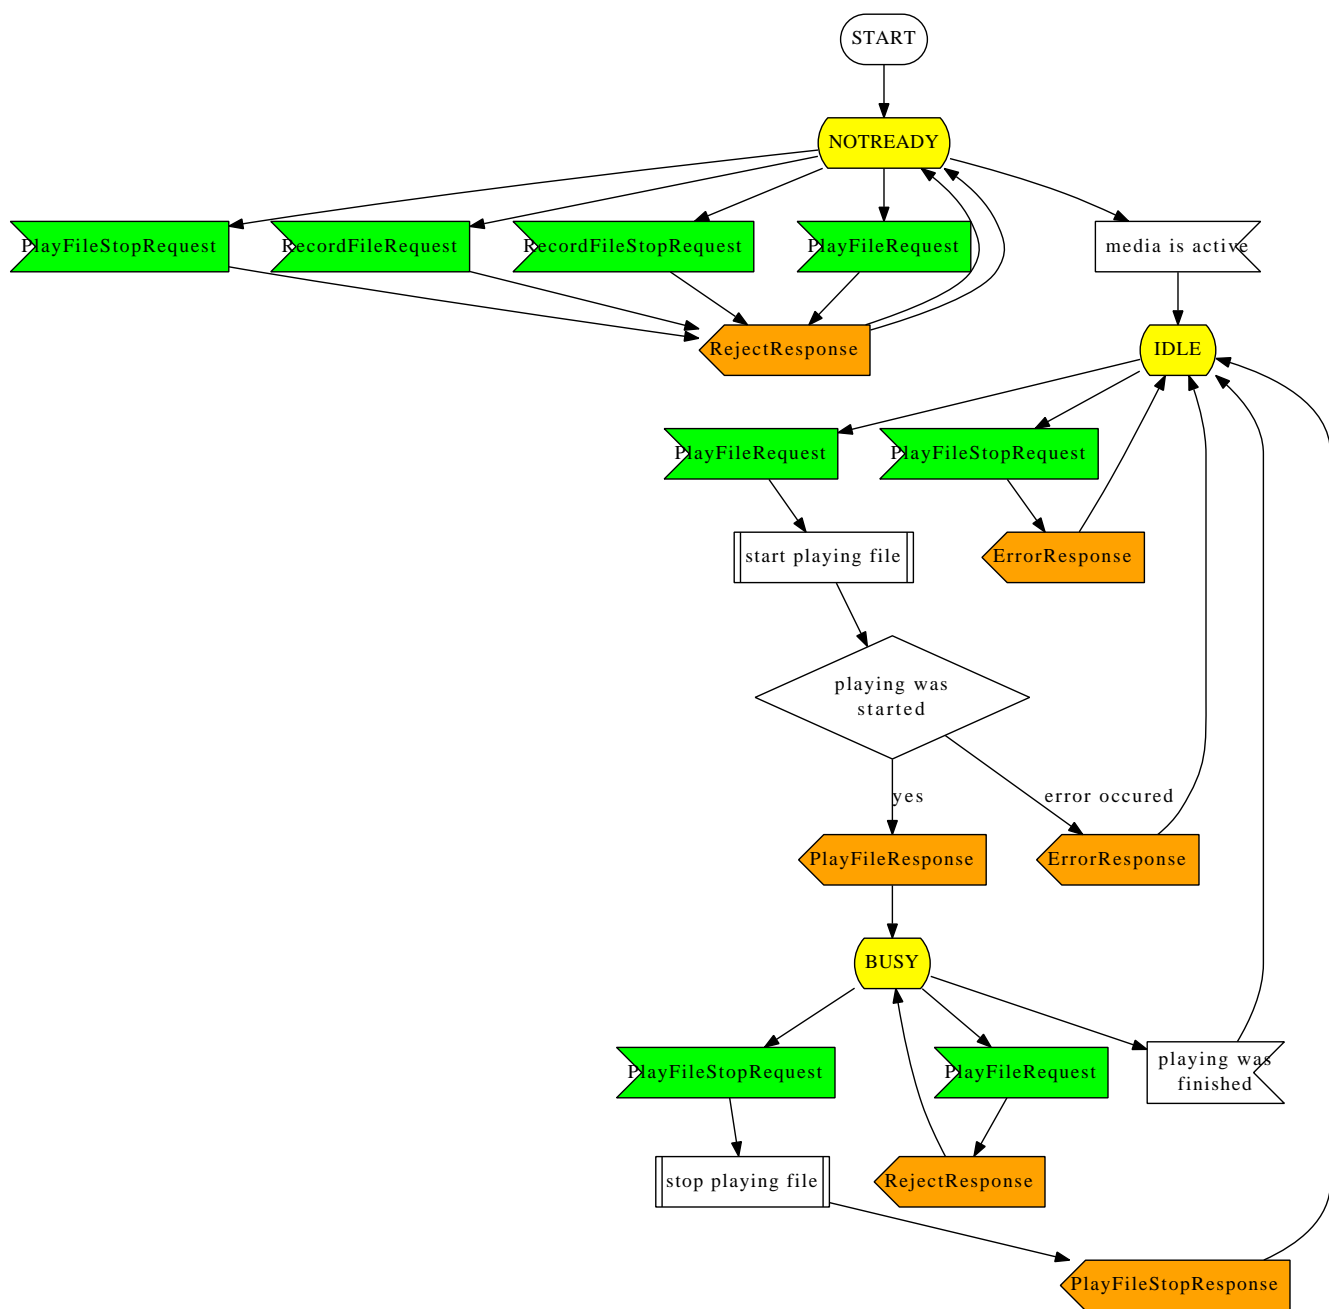 START
NOTREADY
PlayFileStopRequest
RecordFileRequest
RecordFileStopRequest
PlayFileRequest
media is active
RejectResponse
IDLE
PlayFileRequest
PlayFileStopRequest
start playing file
ErrorResponse
playing was
started
yes
error occured
PlayFileResponse
ErrorResponse
BUSY
PlayFileStopRequest
PlayFileRequest
playing was
finished
stop playing file
RejectResponse
PlayFileStopResponse